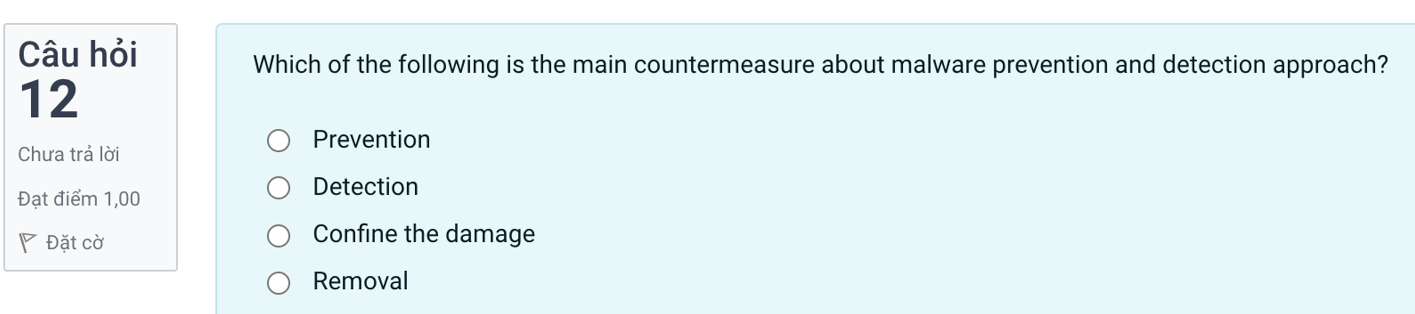 Câu hỏi
12
Chưa trả lời
Đạt điểm 1,00
Đặt cờ
Which of the following is the main countermeasure about malware prevention and detection approach?
Prevention
Detection
Confine the damage
Removal